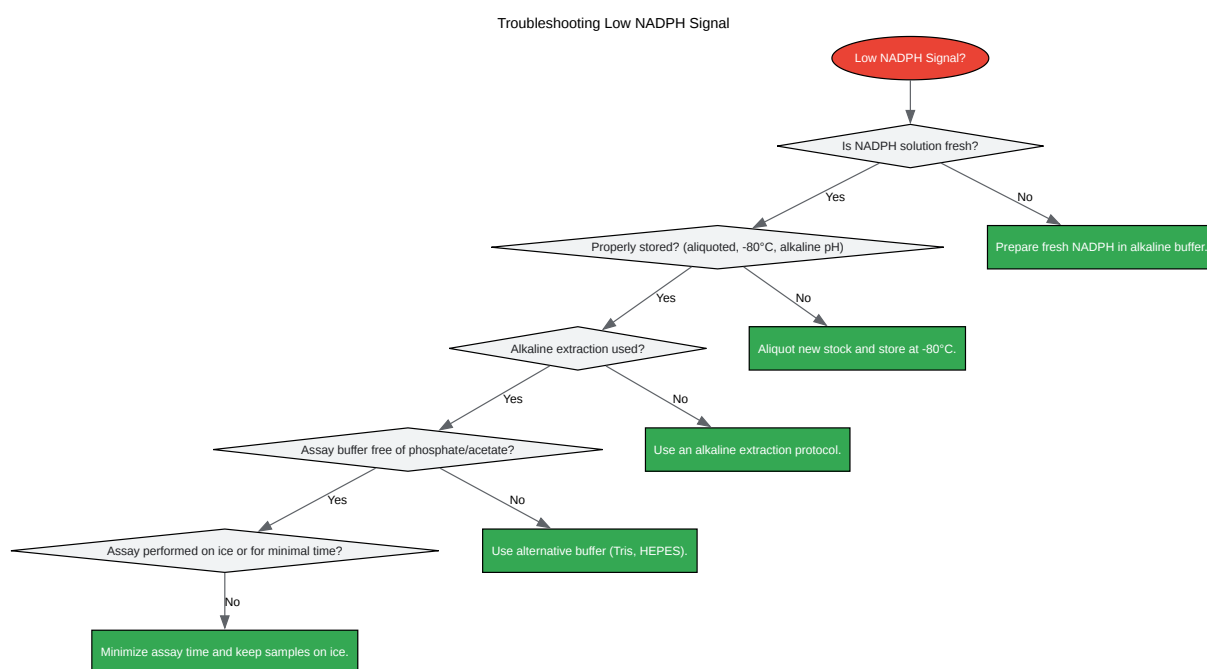 Troubleshooting Low NADPH Signal
Low NADPH Signal?
Is NADPH solution fresh?
Yes
No
Properly stored? (aliquoted, -80°C, alkaline pH)
Prepare fresh NADPH in alkaline buffer.
Yes
No
Alkaline extraction used?
Aliquot new stock and store at -80°C.
Yes
No
Assay buffer free of phosphate/acetate?
Use an alkaline extraction protocol.
Yes
No
Assay performed on ice or for minimal time?
Use alternative buffer (Tris, HEPES).
No
Minimize assay time and keep samples on ice.